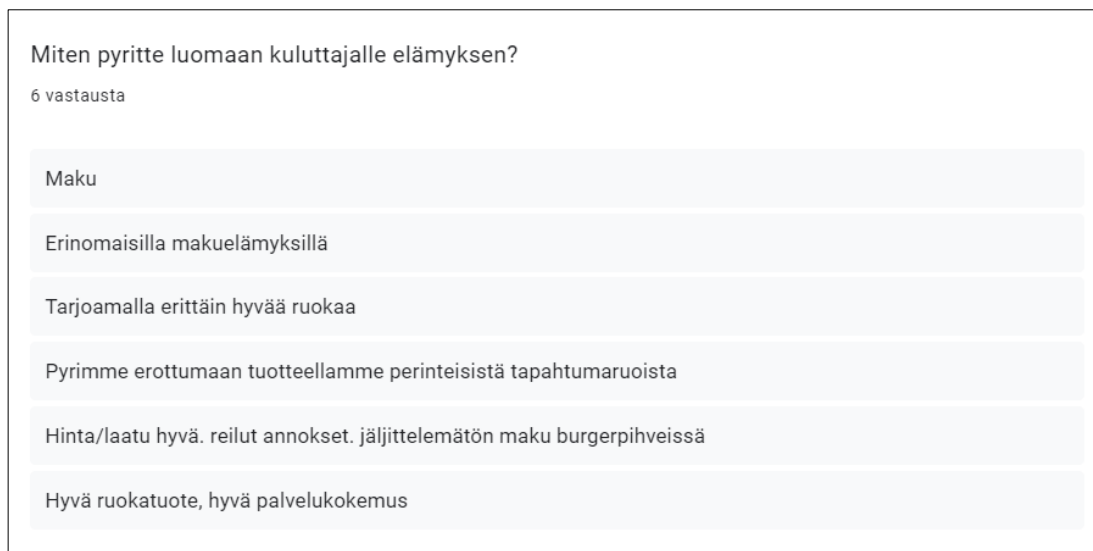 Miten pyritte luomaan kuluttajalle elämyksen?
6 vastausta
Maku
Erinomaisilla makuelämyksillä
Tarjoamalla erittäin hyvää ruokaa
Pyrimme erottumaan tuotteellamme perinteisistä tapahtumaruoista
Hinta/laatu hyvä. reilut annokset. jäljittelemätön maku burgerpihveissä
Hyvä ruokatuote, hyvä palvelukokemus